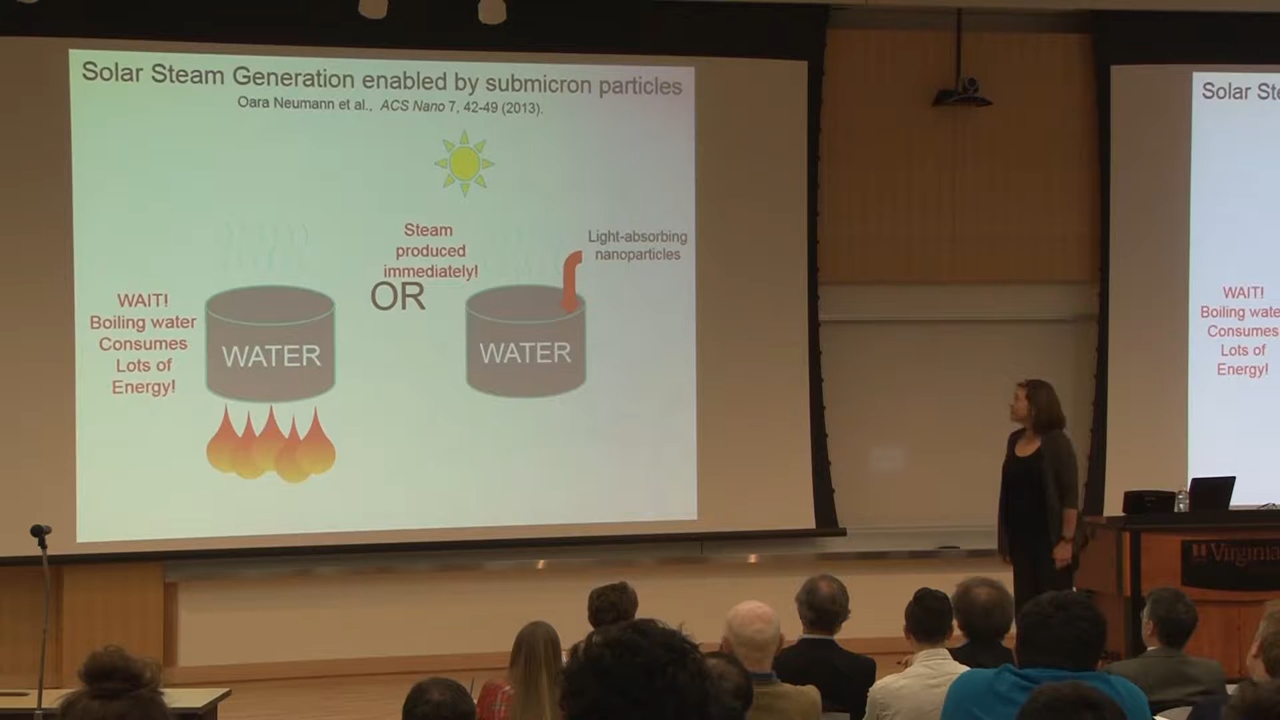 Solar Steam Generation enabled by submicron particles
Oara Neumann et al., ACS Nano 7, 42-49 (2013).
Steam
produced
immediately!
Light-absorbing
nanoparticles
WAIT!
Boiling water
Consumes
Lots of
Energy!
WATER
OR
WATER
Solar Ste
WAIT!
Boiling wate
Consumes
Lots of
Energy!
Virginia